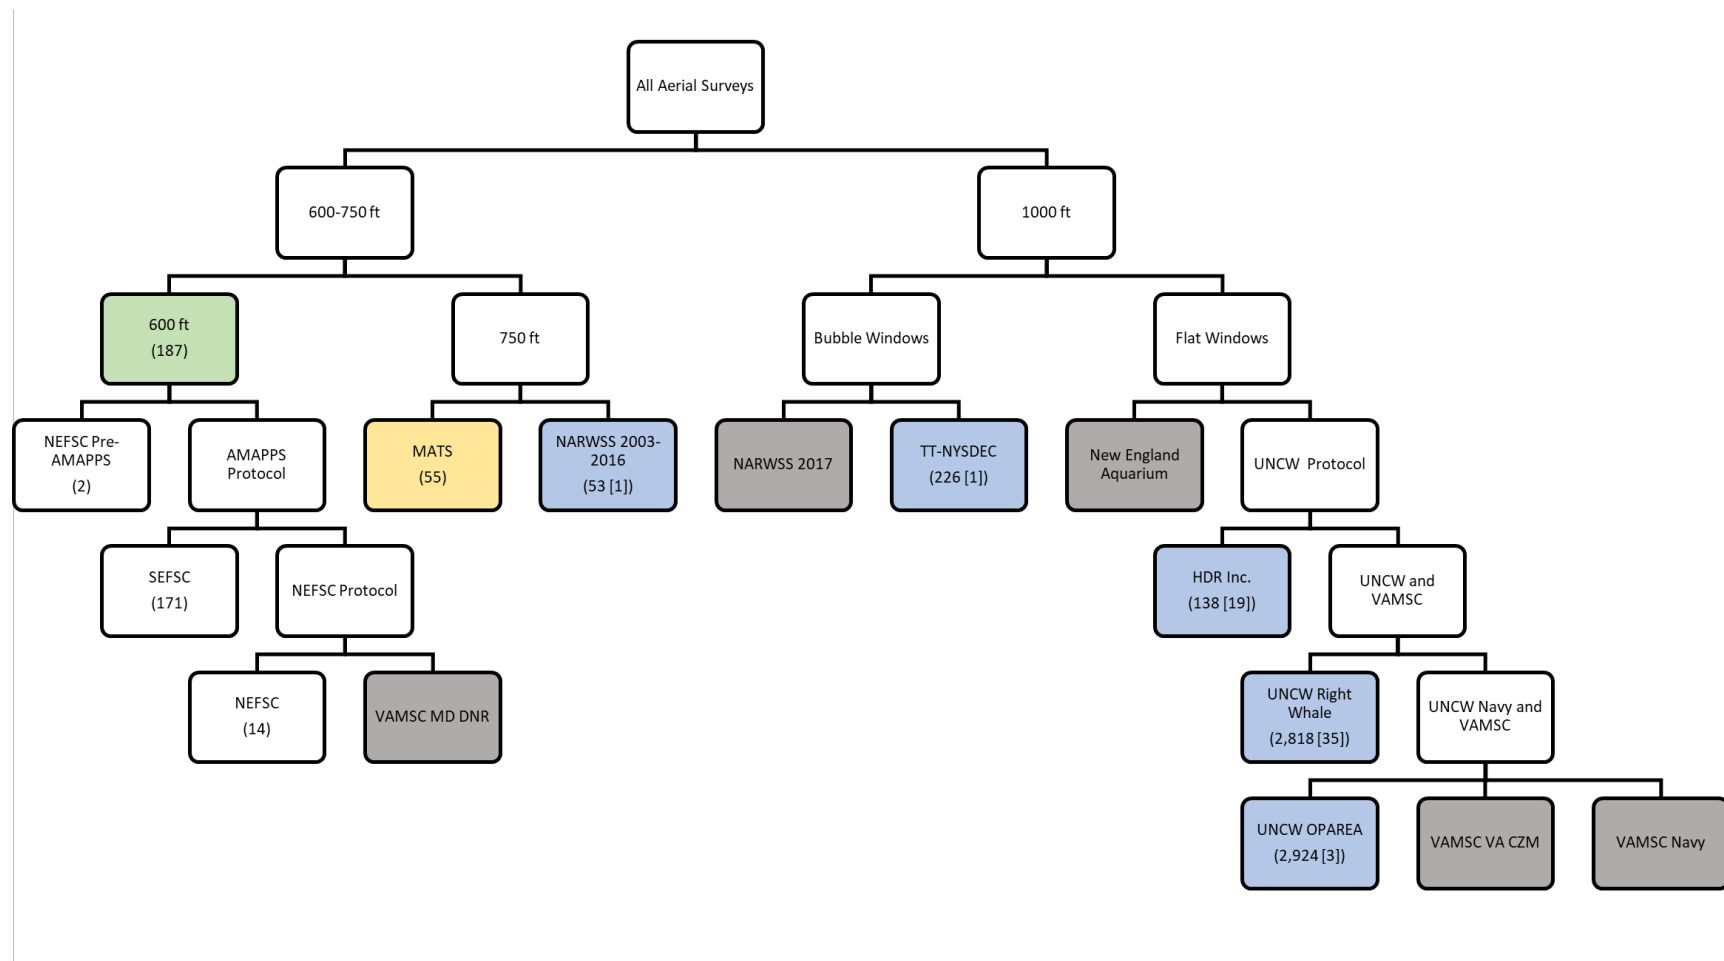 All Aerial Surveys
600-750 ft
1000 ft
600 ft
(187)
750 ft
Bubble Windows
Flat Windows
NEFSC Pre-
AMAPPS
(2)
AMAPPS
Protocol
MATS
(55)
NARWSS 2003-
2016
(53 [1])
NARWSS 2017
TT-NYSDEC
(226 [1])
New England
Aquarium
UNCW Protocol
SEFSC
(171)
NEFSC Protocol
HDR Inc.
(138 [19])
UNCW and
VAMSC
NEFSC
(14)
VAMSC MD DNR
UNCW Right
Whale
(2,818 [35])
UNCW Navy and
VAMSC
UNCW OPAREA
(2,924 [3])
VAMSC VA CZM
VAMSC Navy